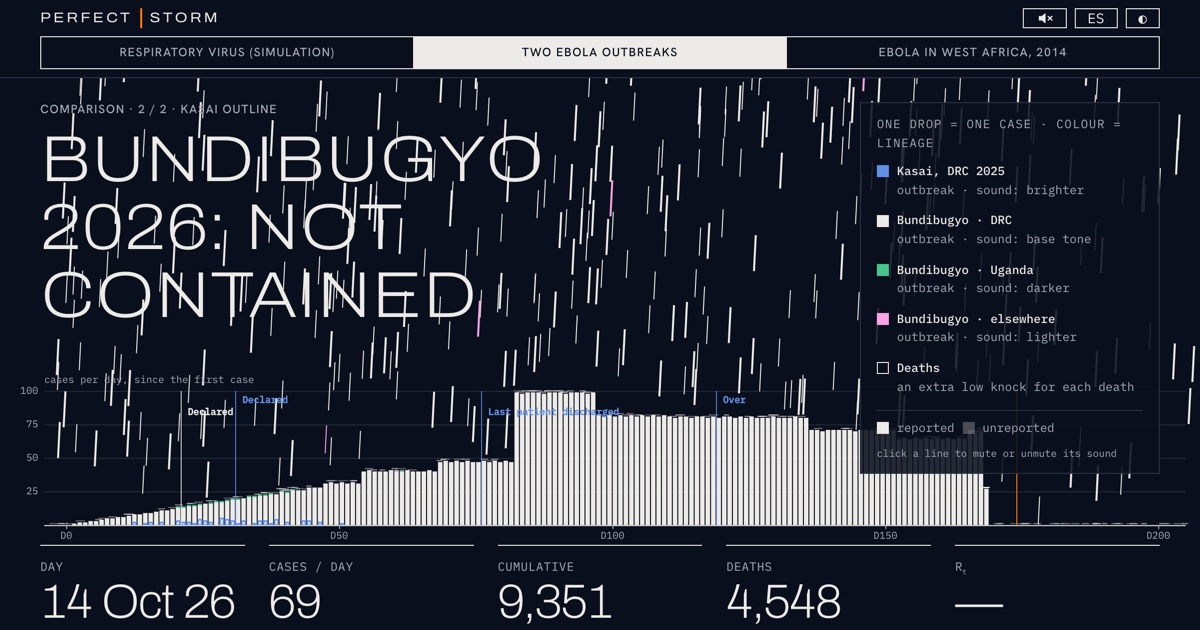 PERFECT STORM
ES
RESPIRATORY VIRUS (SIMULATION)
TWO EBOLA OUTBREAKS
EBOLA IN WEST AFRICA, 2014
COMPARISON · 2 / 2 · KASAI OUTLINE
BUNDIBUGYO
2026: NOT
CONTAINED
ONE DROP = ONE CASE · COLOUR =
LINEAGE
Kasai, DRC 2025
outbreak · sound: brighter
Bundibugyo · DRC
outbreak · sound: base tone
Bundibugyo · Uganda
outbreak · sound: darker
Bundibugyo · elsewhere
outbreak · sound: lighter
Deaths
an extra low knock for each death
reported unreported
click a line to mute or unmute its sound
cases per day, since the first case
100
75
50
25
Declared
Declared
Last patient discharged
Over
D0 D50 D100 D150 D200
DAY
14 Oct 26
CASES / DAY
69
CUMULATIVE
9,351
DEATHS
4,548
Rt
—